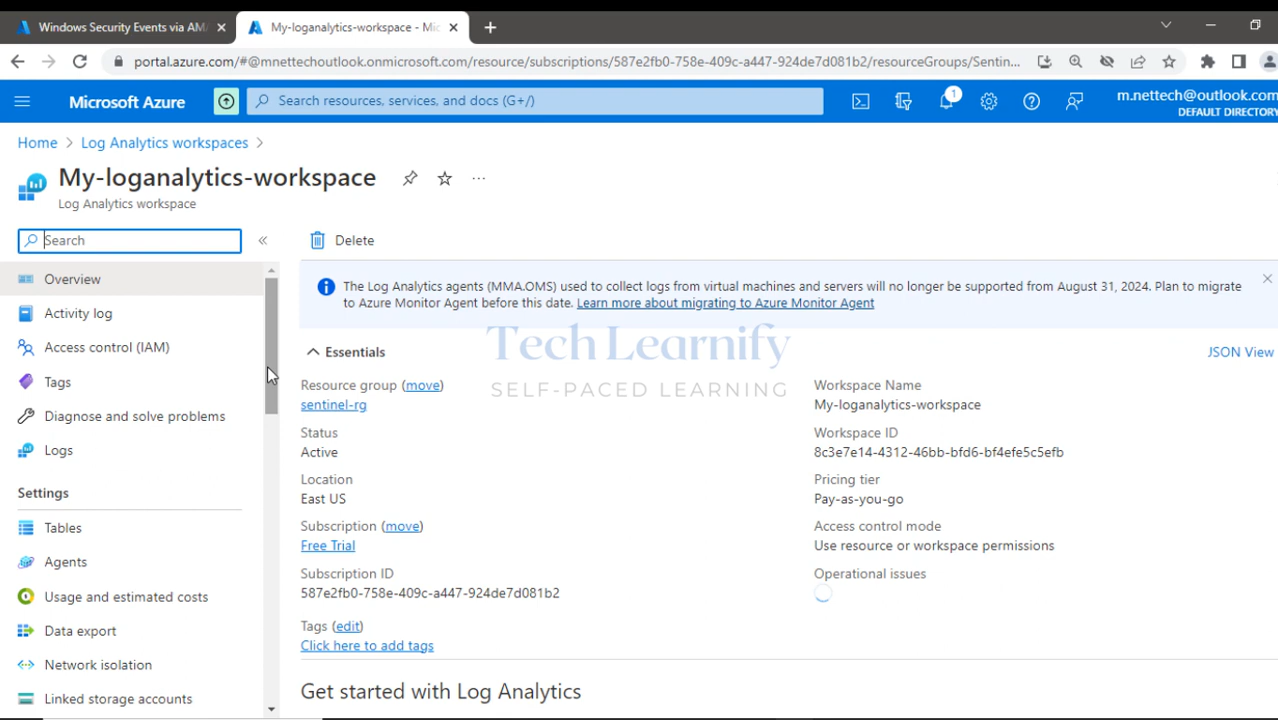 Windows Security Events via AMA
My-loganalytics-workspace - Mic
portal.azure.com/#@mnettechoutlook.onmicrosoft.com/resource/subscriptions/587e2fb0-758e-409c-a447-924de7d081b2/resourceGroups/Sentin...
Microsoft Azure
Search resources, services, and docs (G+/)
1
m.nettech@outlook.com
DEFAULT DIRECTORY
Home > Log Analytics workspaces >
My-loganalytics-workspace
Log Analytics workspace
Search
Overview
Activity log
Access control (IAM)
Tags
Diagnose and solve problems
Logs
Settings
Tables
Agents
Usage and estimated costs
Data export
Network isolation
Linked storage accounts
Delete
The Log Analytics agents (MMA.OMS) used to collect logs from virtual machines and servers will no longer be supported from August 31, 2024. Plan to migrate
to Azure Monitor Agent before this date. Learn more about migrating to Azure Monitor Agent
Tech Learnify
SELF-PACED LEARNING
Essentials
JSON View
Resource group (move)
sentinel-rg
Status
Active
Location
East US
Subscription (move)
Free Trial
Subscription ID
587e2fb0-758e-409c-a447-924de7d081b2
Tags (edit)
Click here to add tags
Workspace Name
My-loganalytics-workspace
Workspace ID
8c3e7e14-4312-46bb-bfd6-bf4efe5c5efb
Pricing tier
Pay-as-you-go
Access control mode
Use resource or workspace permissions
Operational issues
Get started with Log Analytics